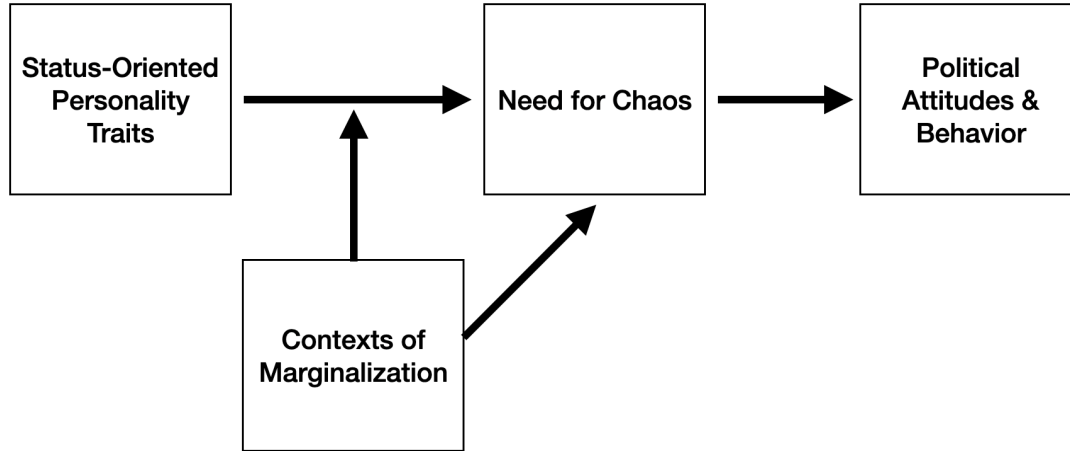 Status-Oriented
Personality
Traits
Need for Chaos
Political
Attitudes &
Behavior
Contexts of
Marginalization